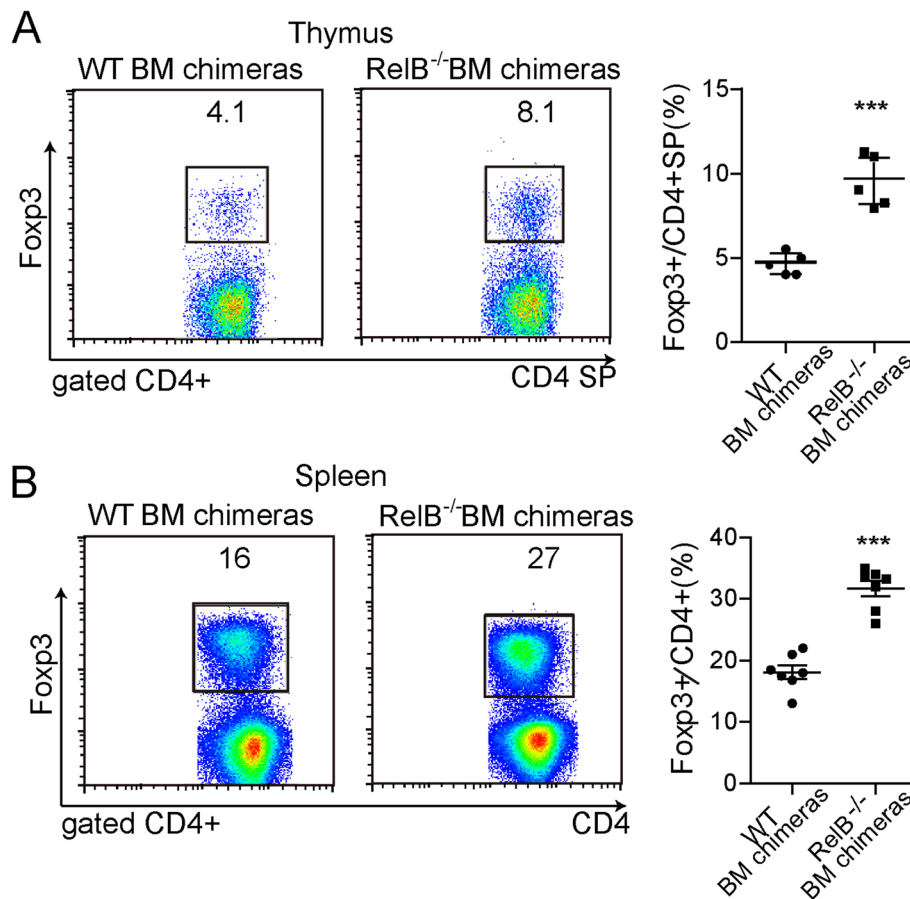 A
Thymus
WT BM chimeras
RelB-/-BM chimeras
4.1
8.1
Foxp3
gated CD4+
CD4 SP
Foxp3+/CD4+SP(%)
15
10
5
0
***
WT
BM chimeras
RelB-/-
BM chimeras
B
Spleen
WT BM chimeras
RelB-/-BM chimeras
16
27
Foxp3
gated CD4+
CD4
Foxp3+/CD4+(%)
40
30
20
10
0
***
WT
BM chimeras
RelB-/-
BM chimeras